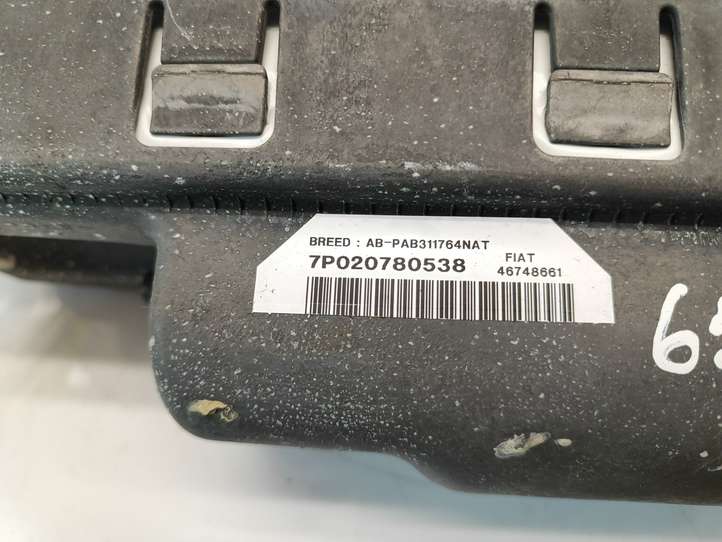 BREED : AB-PAB311764NAT
7P020780538
FIAT
46748661